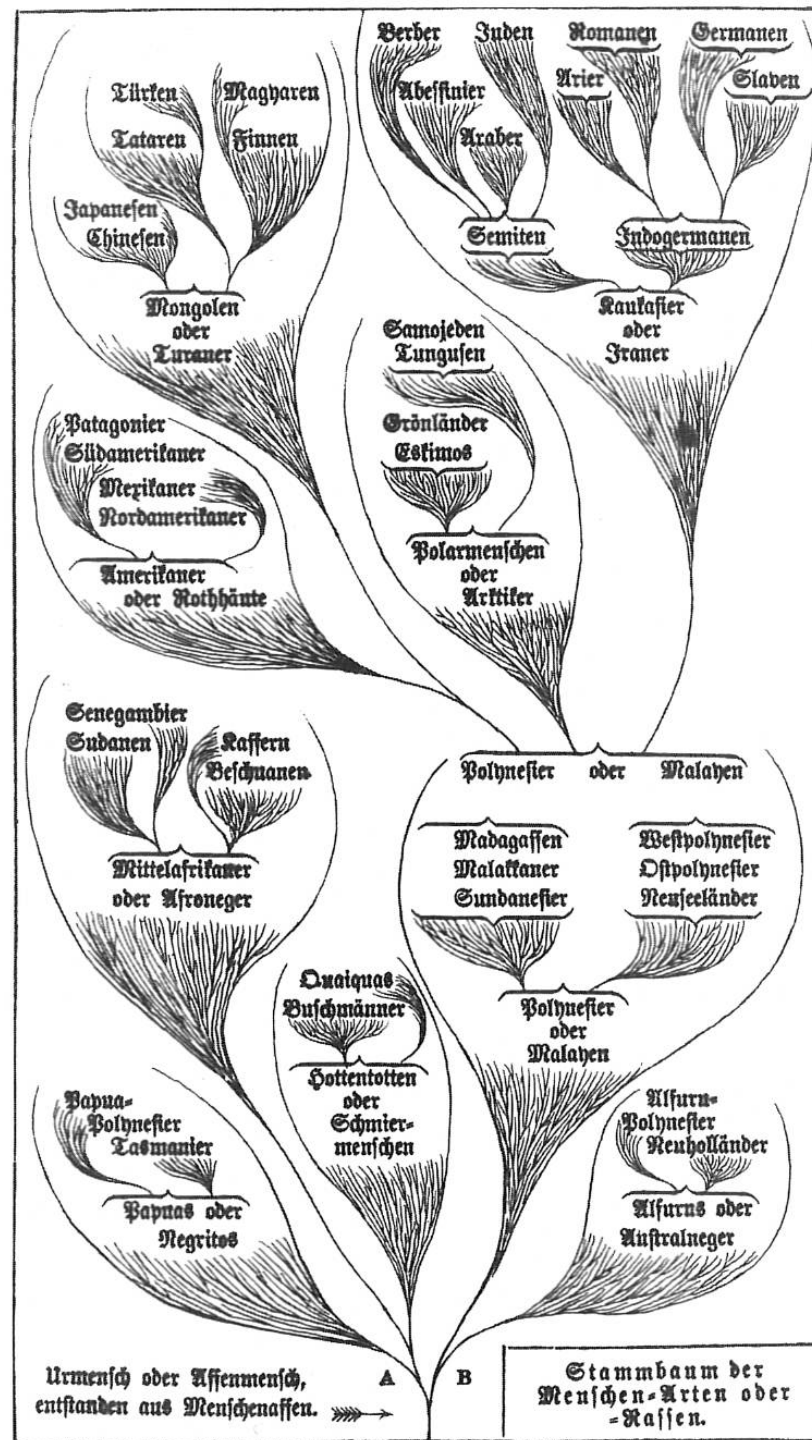 Berber Juden Romanen Germanen
Abessinier Arier Slaven
Araber
Semiten Indogermanen
Kaukasier
oder
Iraner
Türken Magyaren
Tataren Finnen
Japanesen
Chinesen
Mongolen
oder
Turaner
Samojeden
Tungusen
Grönländer
Eskimos
Polarmenschen
oder
Arktiker
Patagonier
Südamerikaner
Mexikaner
Nordamerikaner
Amerikaner
oder Rothhäute
Senegambier
Sudanen
Kaffern
Beschuanen
Mittelafrikaner
oder Afroneger
Polynesier oder Malayen
Madagassen
Malakkaner
Sundanesier
Westpolynesier
Ostpolynesier
Neuseeländer
Polynesier
oder
Malayen
Quaiquas
Buschmänner
Hottentotten
oder
Schmier-
menschen
Papua-
Polynesier
Tasmanier
Papuas oder
Negritos
Alfuru-
Polynesier
Neuholländer
Alfurus oder
Australneger
A B
Urmensch oder Affenmensch,
entstanden aus Menschenaffen.
Stammbaum der
Menschen-Arten oder
-Rassen.